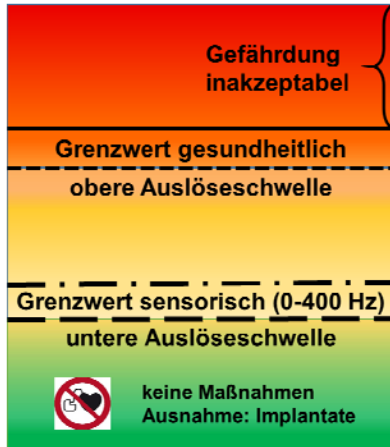 Gefährdung
inakzeptabel
Grenzwert gesundheitlich
obere Auslöseschwelle
Grenzwert sensorisch (0-400 Hz)
untere Auslöseschwelle
keine Maßnahmen
Ausnahme: Implantate